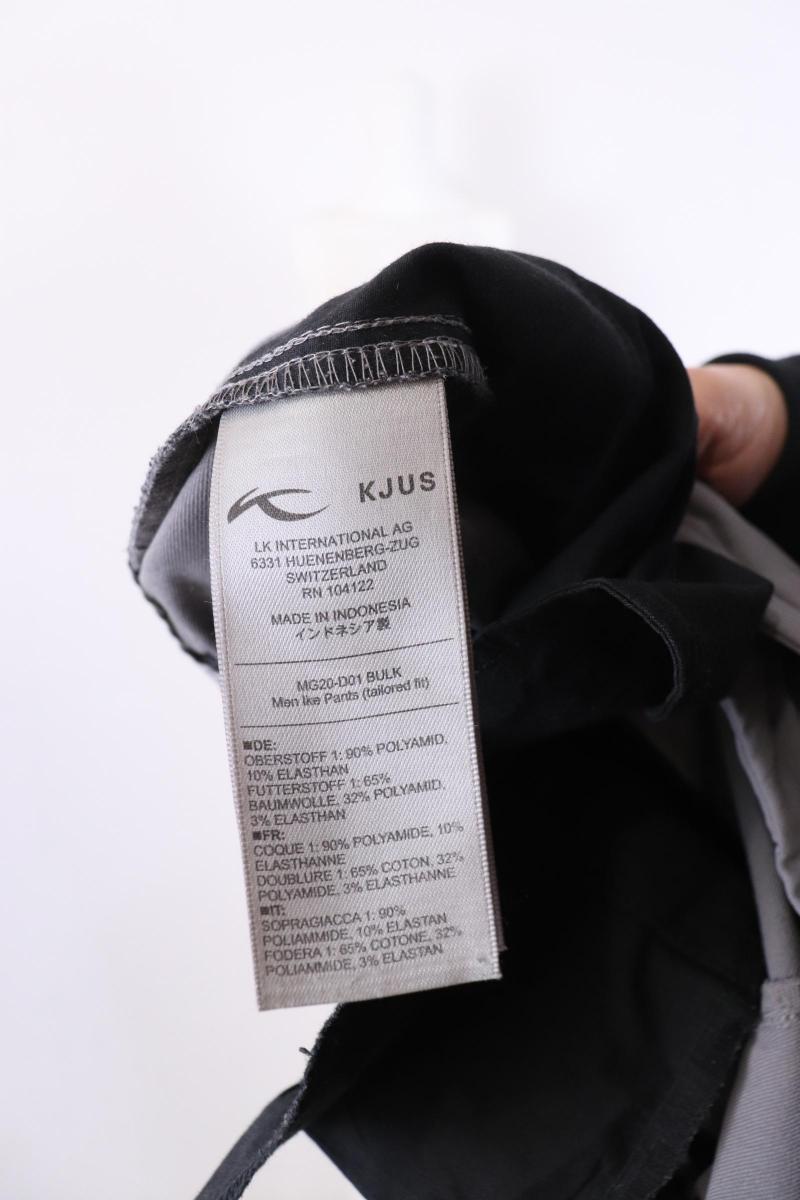 KJUS
LK INTERNATIONAL AG
6331 HUENENBERG-ZUG
SWITZERLAND
RN 104122
MADE IN INDONESIA
インドネシア製
MG20-D01 BULK
Men Ike Pants (tailored fit)
■DE:
OBERSTOFF 1: 90% POLYAMID,
10% ELASTHAN
FUTTERSTOFF 1: 65%
BAUMWOLLE, 32% POLYAMID,
3% ELASTHAN
■FR:
COQUE 1: 90% POLYAMIDE, 10%
ELASTHANNE
DOUBLURE 1: 65% COTON, 32%
POLYAMIDE, 3% ELASTHANNE
■IT:
SOPRAGIACCA 1: 90%
POLIAMMIDE, 10% ELASTAN
FODERA 1: 65% COTONE, 32%
POLIAMMIDE, 3% ELASTAN